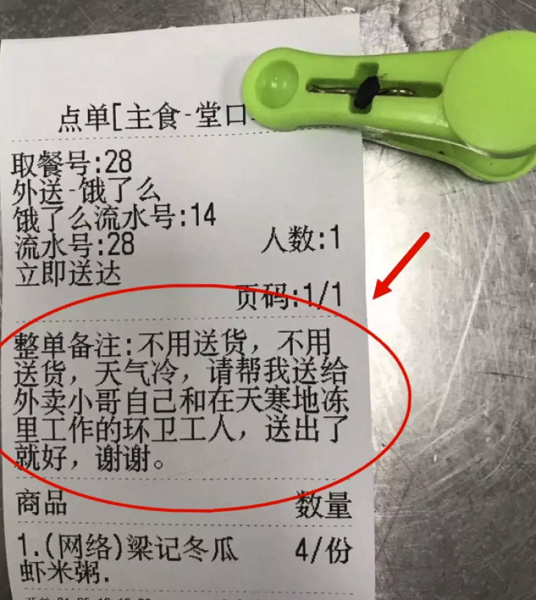 点单[主食-堂口
取餐号:28
外送-饿了么
饿了么流水号:14
流水号:28 人数:1
立即送达
页码:1/1
整单备注:不用送货，不用
送货，天气冷，请帮我送给
外卖小哥自己和在天寒地冻
里工作的环卫工人，送出了
就好，谢谢。
商品 数量
1.(网络)梁记冬瓜 4/份
虾米粥.